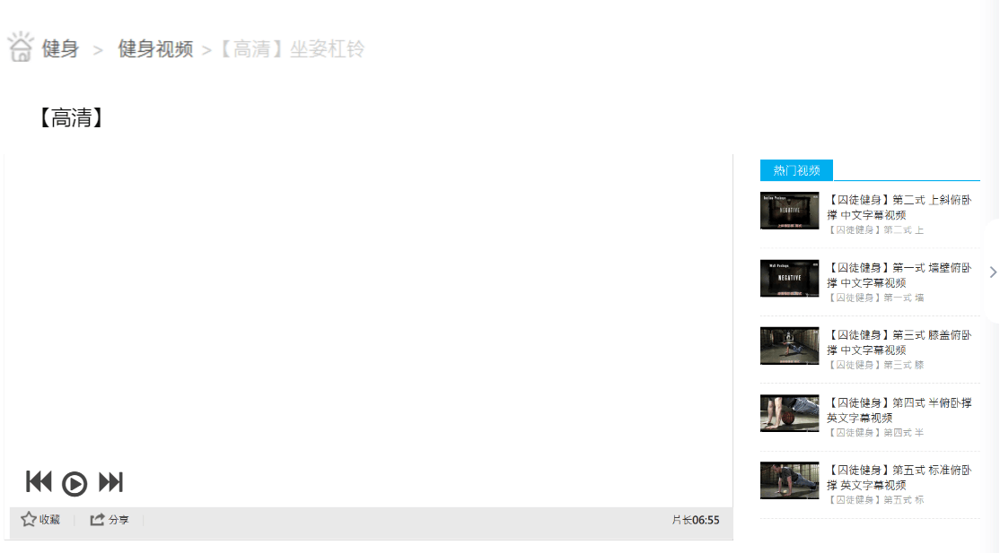 健身 > 健身视频 >【高清】坐姿杠铃
【高清】
热门视频
【囚徒健身】第二式 上斜俯卧
撑 中文字幕视频
【囚徒健身】第二式 上
【囚徒健身】第一式 墙壁俯卧
撑 中文字幕视频
【囚徒健身】第一式 墙
【囚徒健身】第三式 膝盖俯卧
撑 中文字幕视频
【囚徒健身】第三式 膝
【囚徒健身】第四式 半俯卧撑
英文字幕视频
【囚徒健身】第四式 半
【囚徒健身】第五式 标准俯卧
撑 英文字幕视频
【囚徒健身】第五式 标
NEGATIVE
NEGATIVE
收藏 分享 片长06:55